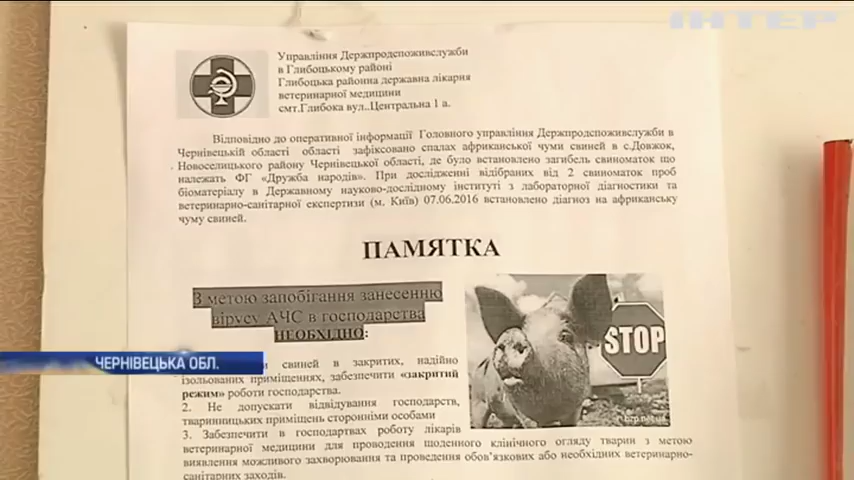 ІНТЕР
Управління Держпродспоживслужби
в Глибоцькому районі
Глибоцька районна державна лікарня
ветеринарної медицини
смт.Глибока вул..Центральна 1 а.
Відповідно до оперативної інформації Головного управління Держпродспоживслужби в
Чернівецькій області області зафіксовано спалах африканської чуми свиней в с.Довжок,
Новоселицького району Чернівецької області, де було встановлено загибель свиноматок що
належать ФГ «Дружба народів». При дослідженні відібраних від 2 свиноматок проб
біоматеріалу в Державному науково-дослідному інституті з лабораторної діагностики та
ветеринарно-санітарної експертизи (м. Київ) 07.06.2016 встановлено діагноз на африканську
чуму свиней.
ПАМЯТКА
З метою запобігання занесенню
вірусу АЧС в господарства
НЕОБХІДНО:
STOP
ЧЕРНІВЕЦЬКА ОБЛ.
свиней в закритих, надійно
ізольованих приміщеннях, забезпечити «закритий
режим» роботи господарства.
2. Не допускати відвідування господарств,
тваринницьких приміщень сторонніми особами
3. Забезпечити в господартвах роботу лікарів
ветеринарної медицини для проведення щоденного клінічного огляду тварин з метою
виявлення можливого захворювання та проведення обов’язкових або необхідних ветеринарно-
санітарних заходів.